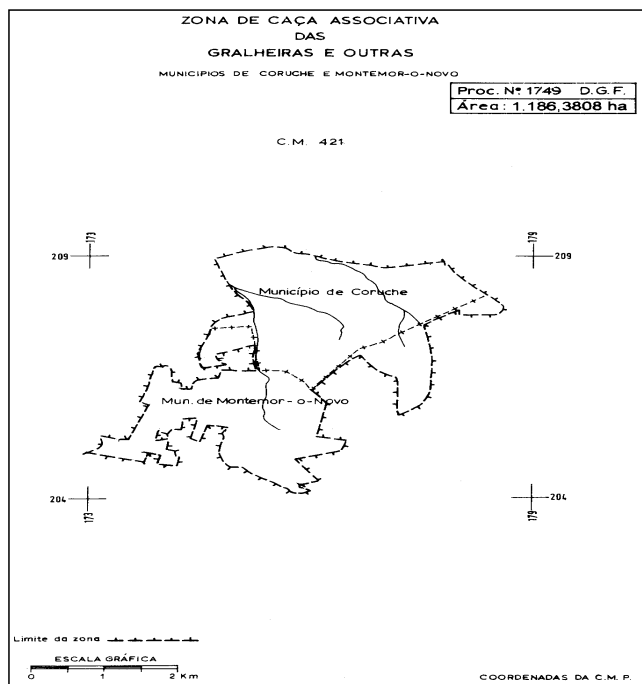 ZONA DE CAÇA ASSOCIATIVA
DAS
GRALHEIRAS E OUTRAS
MUNICIPIOS DE CORUCHE E MONTEMOR-O-NOVO
Proc. Nº 1749 D.G.F.
Área: 1.186,3808 ha
C.M. 421
173
179
209
209
Município de Coruche
Mun. de Montemor-o-Novo
204
204
173
179
Limite da zona
ESCALA GRÁFICA
0 1 2 Km
COORDENADAS DA C.M.P.